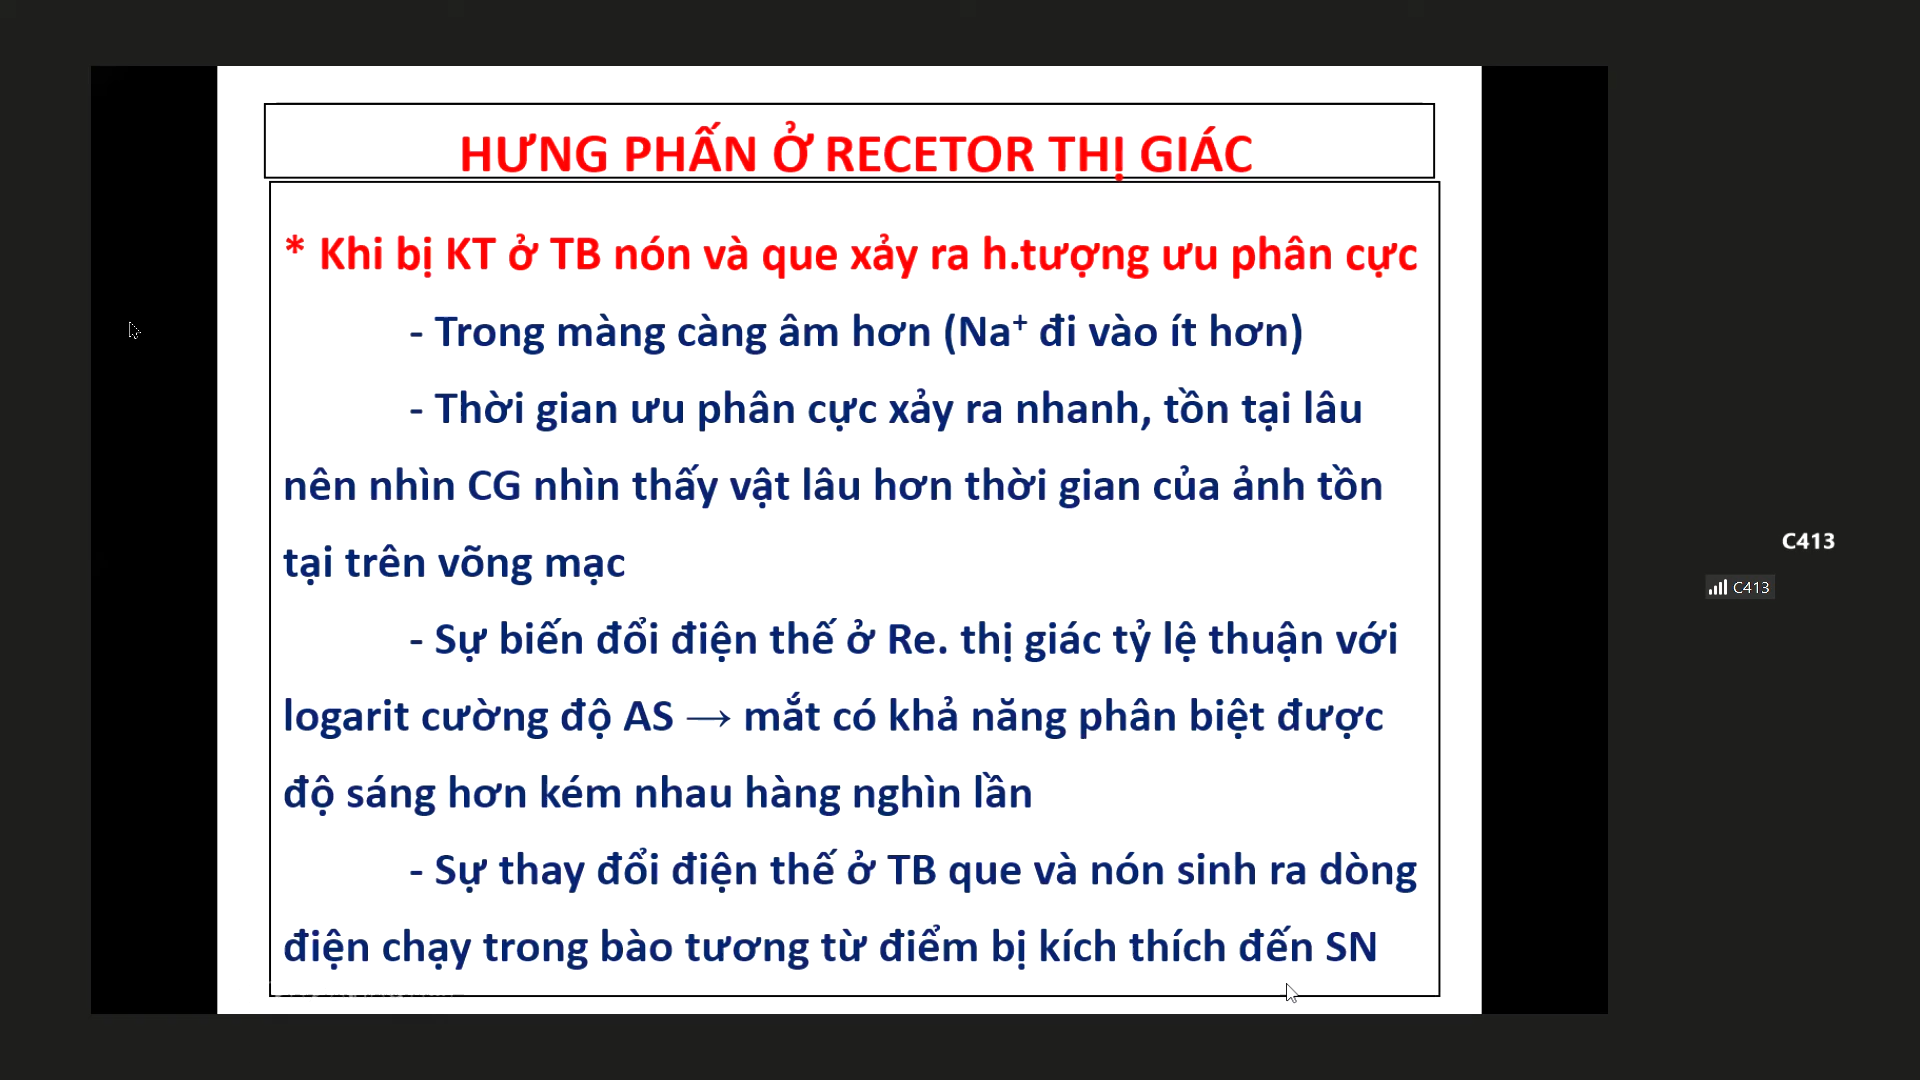 HƯNG PHẤN Ở RECETOR THỊ GIÁC
* Khi bị KT ở TB nón và que xảy ra h.tượng ưu phân cực
- Trong màng càng âm hơn (Na⁺ đi vào ít hơn)
- Thời gian ưu phân cực xảy ra nhanh, tồn tại lâu
nên nhìn CG nhìn thấy vật lâu hơn thời gian của ảnh tồn
tại trên võng mạc
- Sự biến đổi điện thế ở Re. thị giác tỷ lệ thuận với
logarit cường độ AS → mắt có khả năng phân biệt được
độ sáng hơn kém nhau hàng nghìn lần
- Sự thay đổi điện thế ở TB que và nón sinh ra dòng
điện chạy trong bào tương từ điểm bị kích thích đến SN
C413
C413